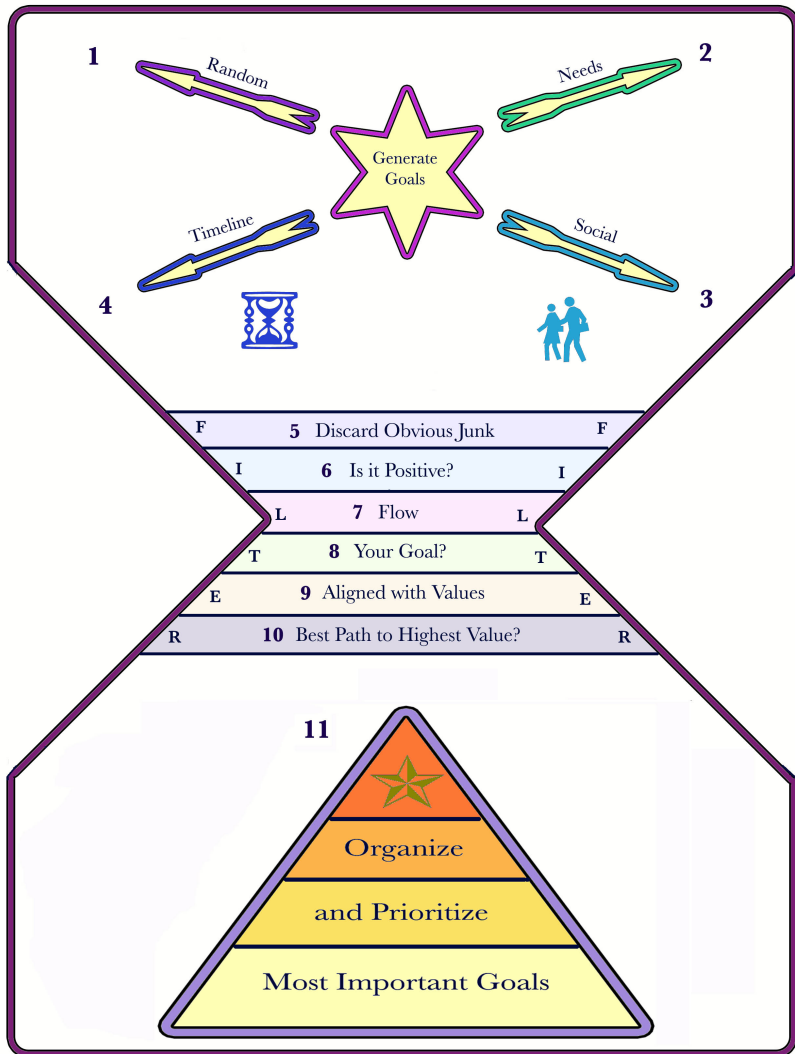 1
Random
Needs
2
Generate
Goals
Timeline
Social
4
3
F 5 Discard Obvious Junk F
I 6 Is it Positive? I
L 7 Flow L
T 8 Your Goal? T
E 9 Aligned with Values E
R 10 Best Path to Highest Value? R
11
Organize
and Prioritize
Most Important Goals